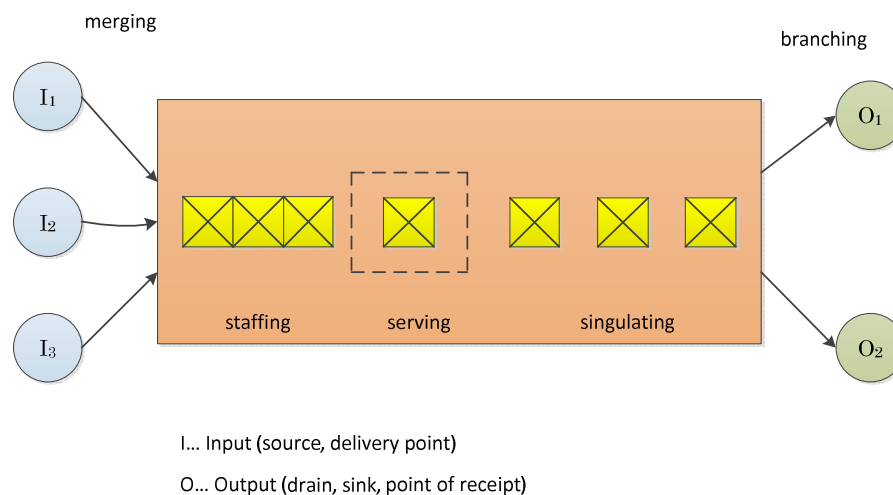 merging
branching
I1
O1
I2
I3
O2
staffing serving singulating
I... Input (source, delivery point)
O... Output (drain, sink, point of receipt)